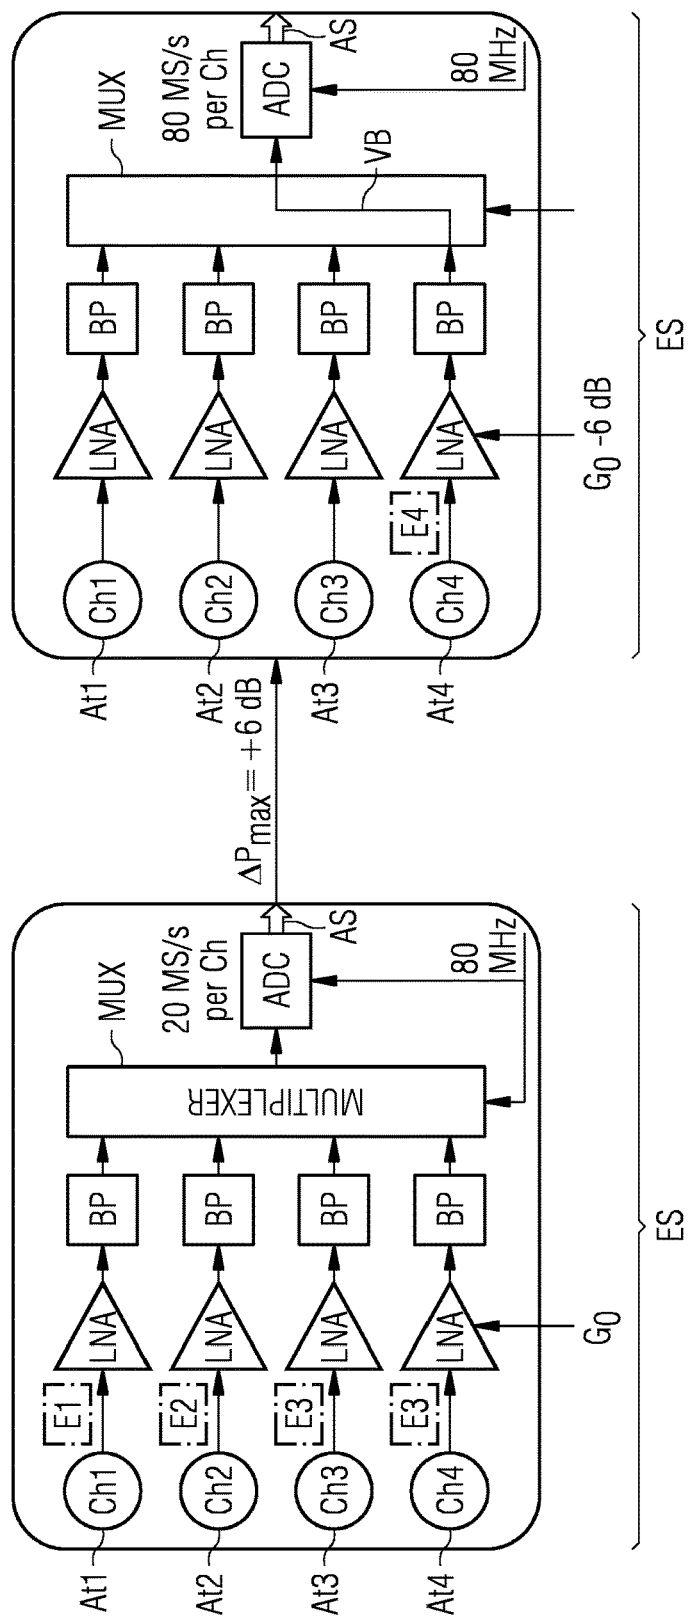 At1
Ch1
E1
LNA
BP
MUX
At2
Ch2
E2
LNA
BP
MULTIPLEXER
20 MS/s
per Ch
ADC
AS
At3
Ch3
E3
LNA
BP
At4
Ch4
E3
LNA
BP
80
MHz
G0
ES
ΔPmax = +6 dB
At1
Ch1
LNA
BP
MUX
At2
Ch2
LNA
BP
80 MS/s
per Ch
ADC
AS
At3
Ch3
LNA
BP
VB
At4
Ch4
E4
LNA
BP
80
MHz
G0 -6 dB
ES